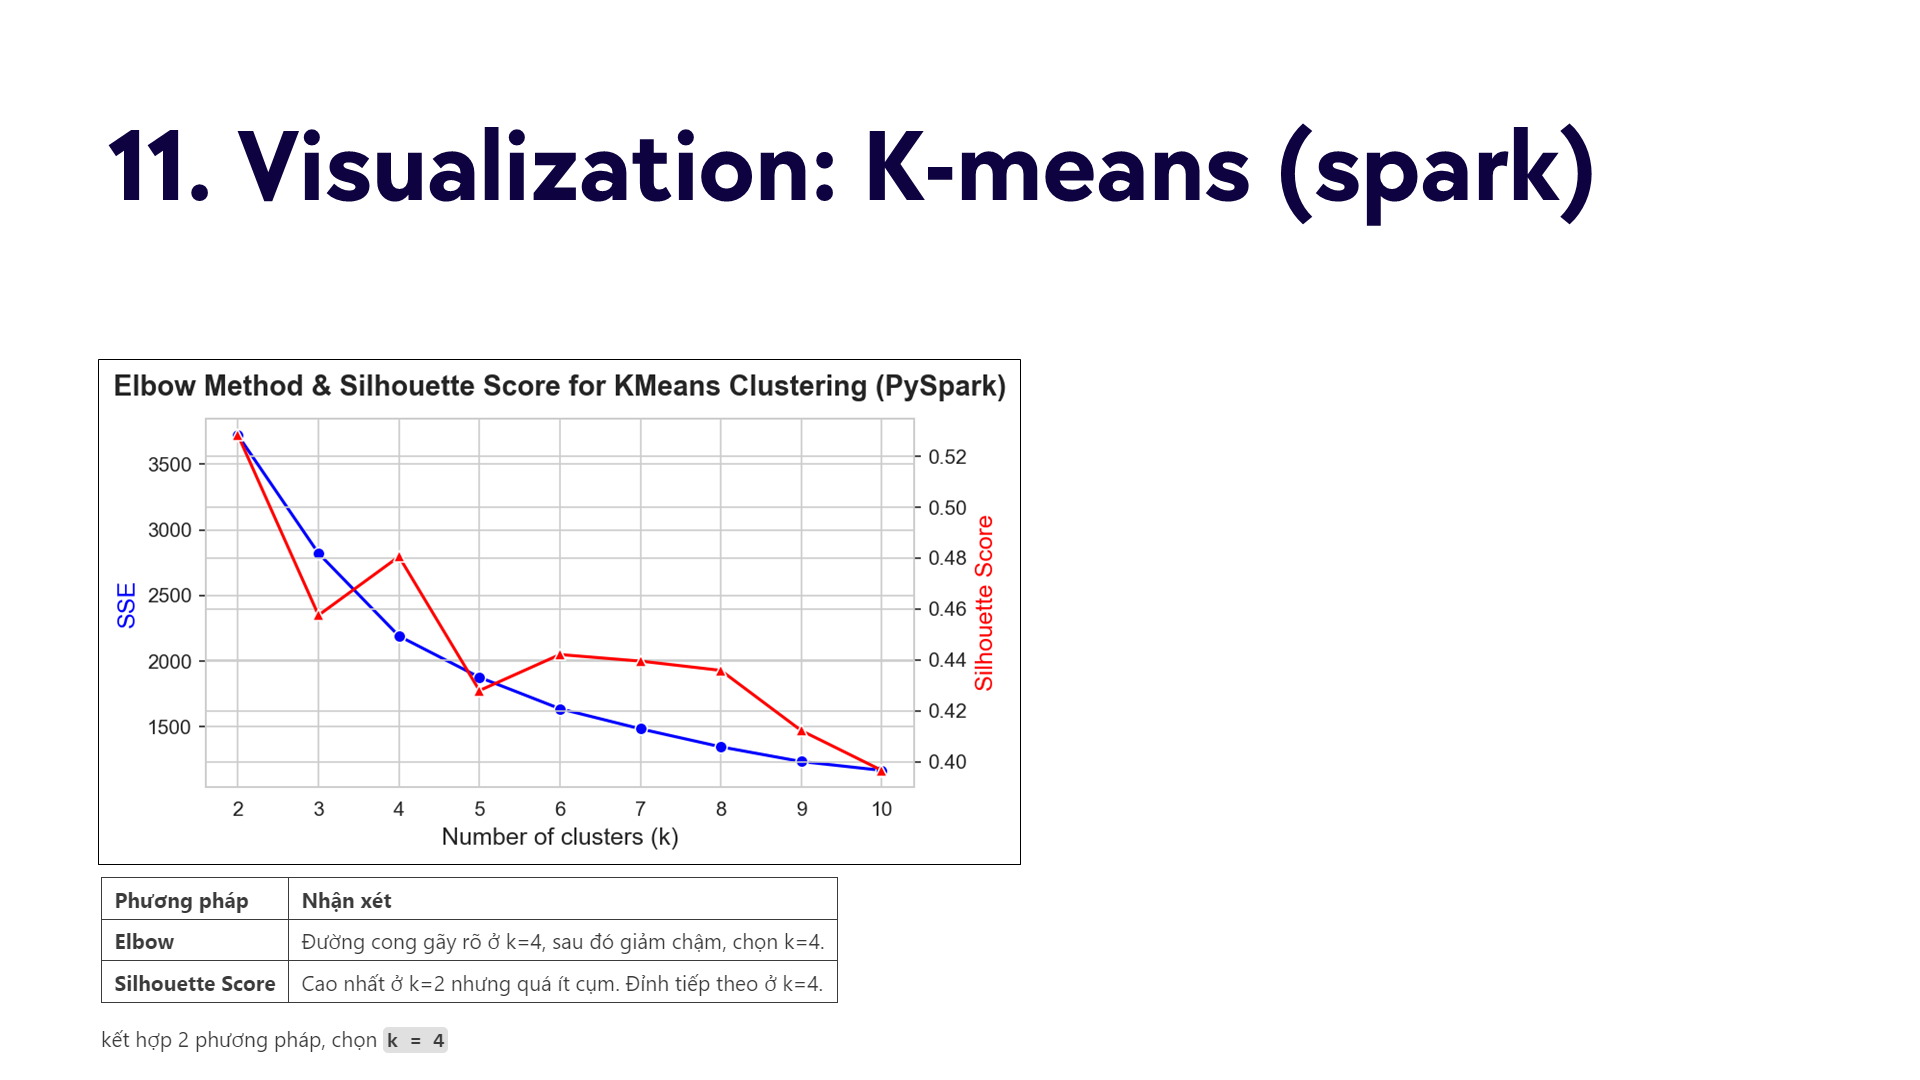 11. Visualization: K-means (spark)
Elbow Method & Silhouette Score for KMeans Clustering (PySpark)
SSE
3500
3000
2500
2000
1500
0.52
0.50
0.48
0.46
0.44
0.42
0.40
Silhouette Score
2 3 4 5 6 7 8 9 10
Number of clusters (k)
Phương pháp Nhận xét
Elbow Đường cong gãy rõ ở k=4, sau đó giảm chậm, chọn k=4.
Silhouette Score Cao nhất ở k=2 nhưng quá ít cụm. Đỉnh tiếp theo ở k=4.
kết hợp 2 phương pháp, chọn k = 4